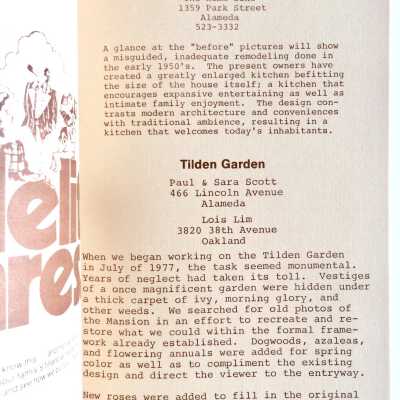 1359 Park Street
Alameda
523-3332
A glance at the "before" pictures will show
a misguided, inadequate remodeling done in
the early 1950's. The present owners have
created a greatly enlarged kitchen befitting
the size of the house itself; a kitchen that
encourages expansive entertaining as well as
intimate family enjoyment. The design con-
trasts modern architecture and conveniences
with traditional ambience, resulting in a
kitchen that welcomes today's inhabitants.
Tilden Garden
Paul & Sara Scott
466 Lincoln Avenue
Alameda
Lois Lim
3820 38th Avenue
Oakland
When we began working on the Tilden Garden
in July of 1977, the task seemed monumental.
Years of neglect had taken its toll. Vestiges
of a once magnificent garden were hidden under
a thick carpet of ivy, morning glory, and
other weeds. We searched for old photos of
the Mansion in an effort to recreate and re-
store what we could within the formal frame-
work already established. Dogwoods, azaleas,
and flowering annuals were added for spring
color as well as to compliment the existing
design and direct the viewer to the entryway.
New roses were added to fill in the original